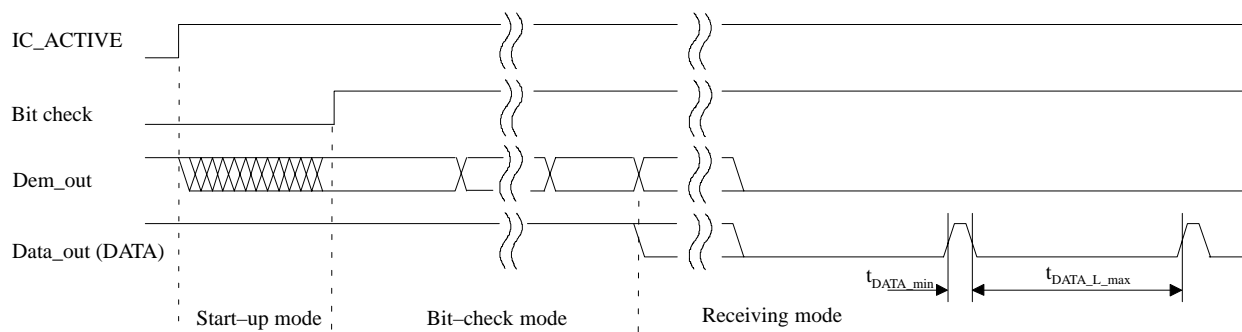 IC_ACTIVE
Bit check
Dem_out
Data_out (DATA)
tDATA_min
tDATA_L_max
Start–up mode
Bit–check mode
Receiving mode